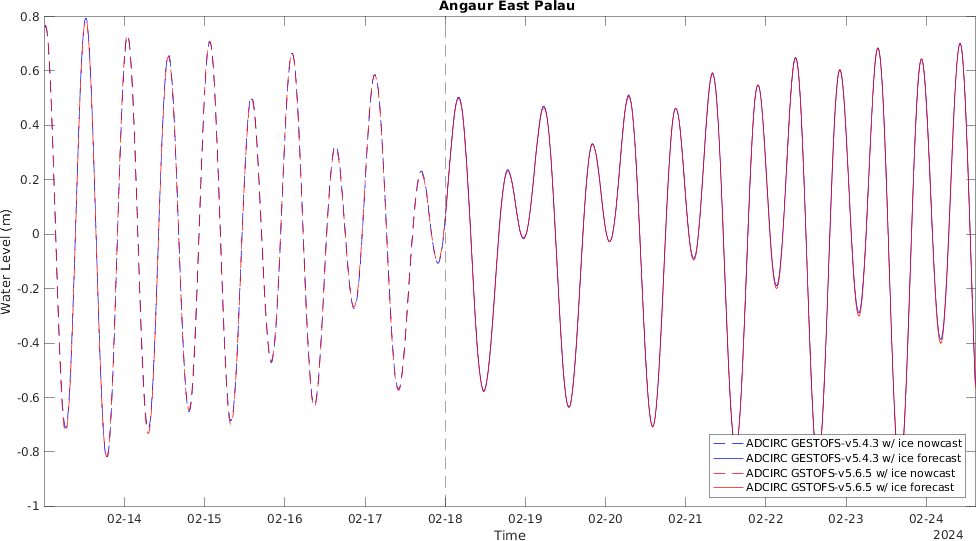 Angaur East Palau
0.8
0.6
0.4
0.2
0
-0.2
-0.4
-0.6
-0.8
-1
Water Level (m)
ADCIRC GESTOFS-v5.4.3 w/ ice nowcast
ADCIRC GESTOFS-v5.4.3 w/ ice forecast
ADCIRC GSTOFS-v5.6.5 w/ ice nowcast
ADCIRC GSTOFS-v5.6.5 w/ ice forecast
02-14 02-15 02-16 02-17 02-18 02-19 02-20 02-21 02-22 02-23 02-24
Time
2024